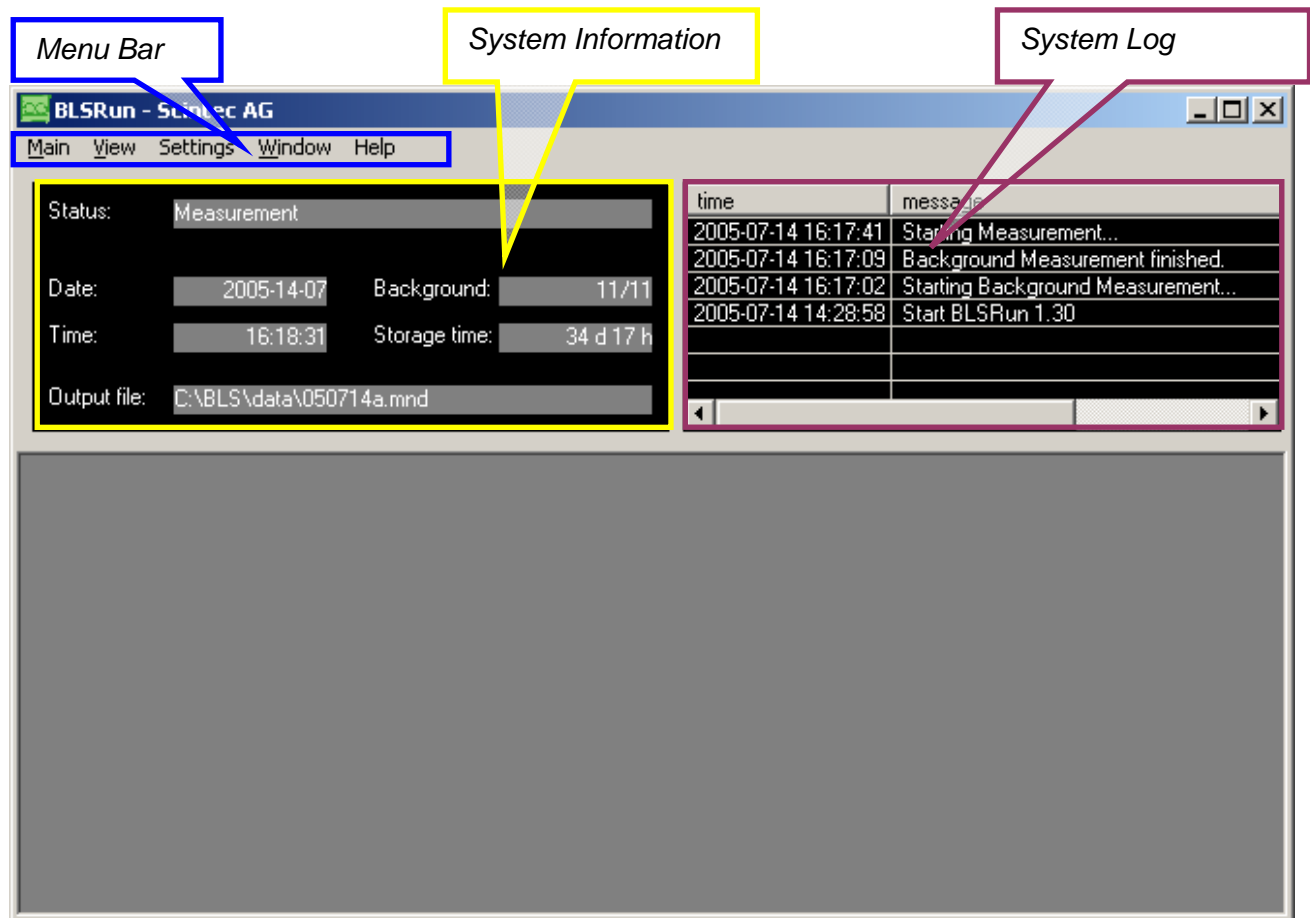 Menu Bar
System Information
System Log
BLSRun - Scintec AG
Main View Settings Window Help
Status: Measurement
Date: 2005-14-07 Background: 11/11
Time: 16:18:31 Storage time: 34 d 17 h
Output file: C:\BLS\data\050714a.mnd
time message
2005-07-14 16:17:41 Starting Measurement...
2005-07-14 16:17:09 Background Measurement finished.
2005-07-14 16:17:02 Starting Background Measurement...
2005-07-14 14:28:58 Start BLSRun 1.30